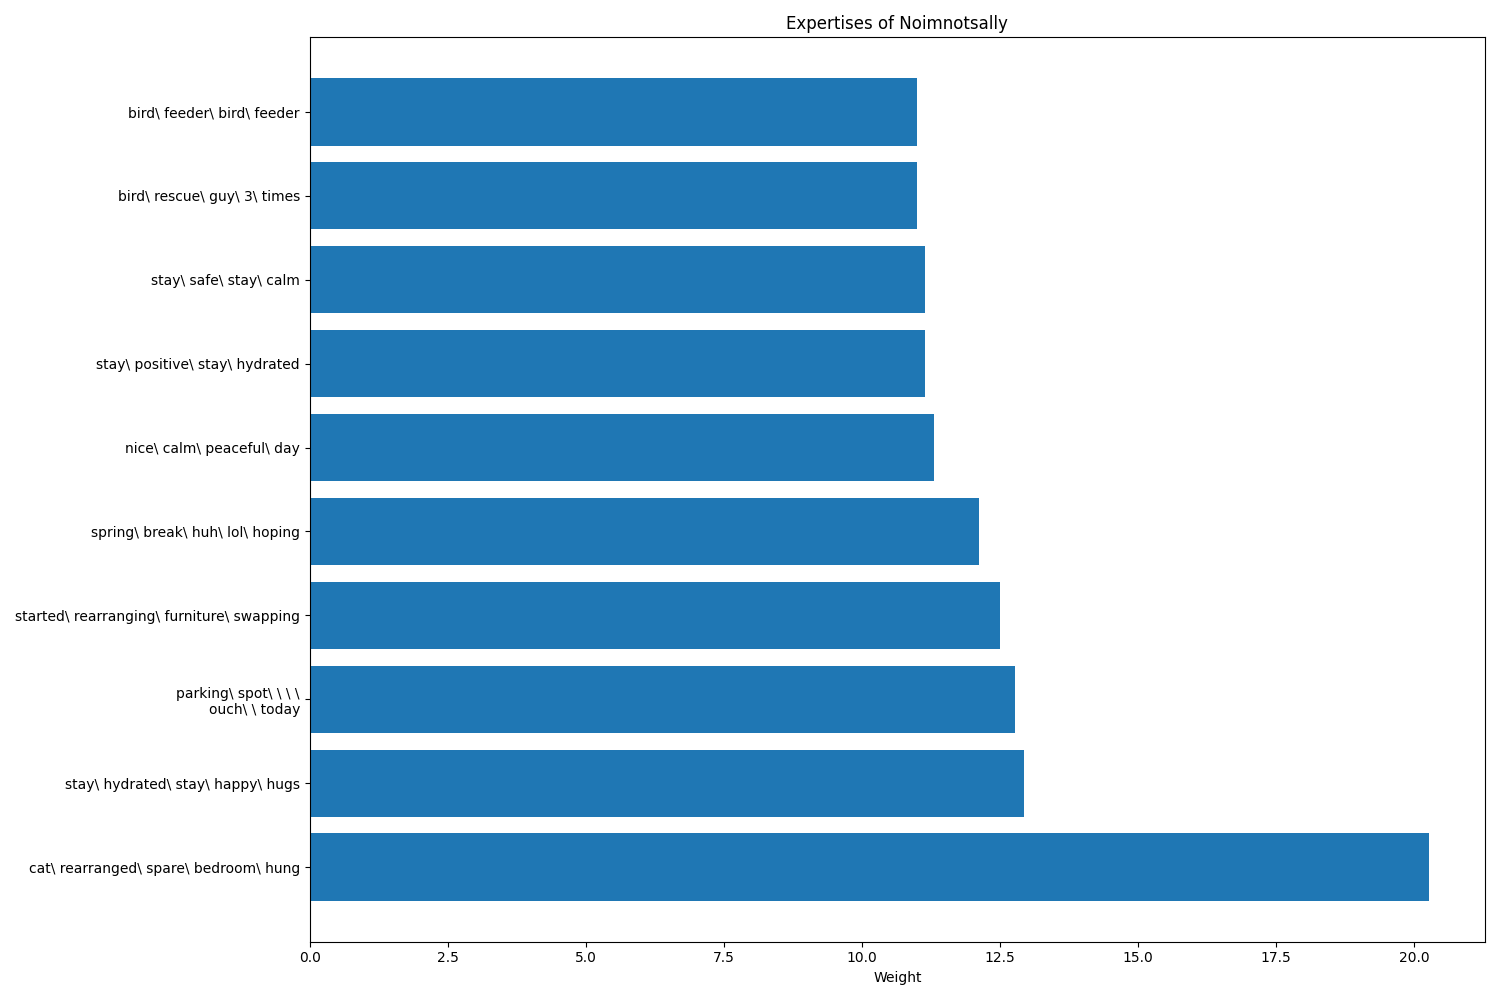 Expertises of Noimnotsally
bird\ feeder\ bird\ feeder
bird\ rescue\ guy\ 3\ times
stay\ safe\ stay\ calm
stay\ positive\ stay\ hydrated
nice\ calm\ peaceful\ day
spring\ break\ huh\ lol\ hoping
started\ rearranging\ furniture\ swapping
parking\ spot\ \ \ \
ouch\ \ today
stay\ hydrated\ stay\ happy\ hugs
cat\ rearranged\ spare\ bedroom\ hung
0.0 2.5 5.0 7.5 10.0 12.5 15.0 17.5 20.0
Weight